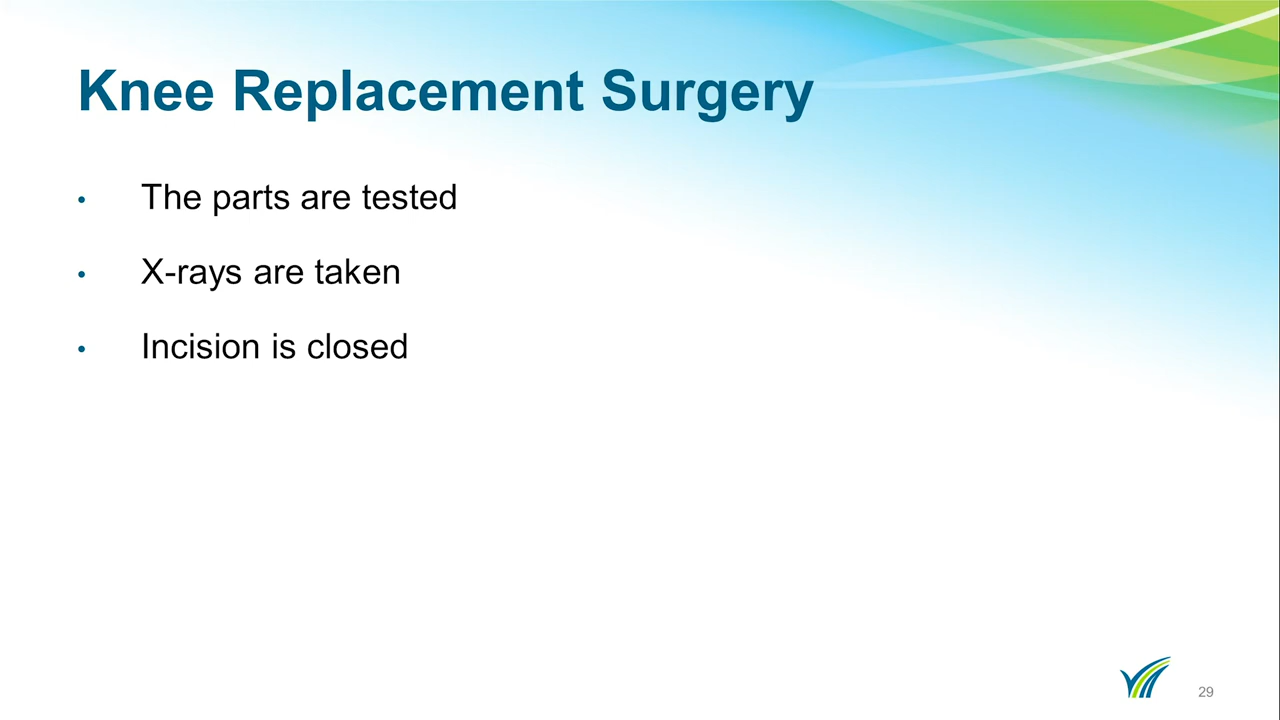 Knee Replacement Surgery
• The parts are tested
• X-rays are taken
• Incision is closed
29